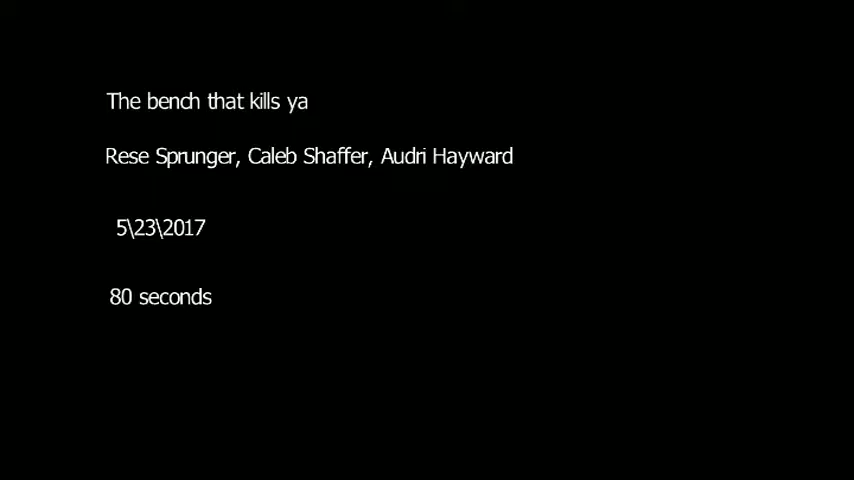 The bench that kills ya
Rese Sprunger, Caleb Shaffer, Audri Hayward
5\23\2017
80 seconds